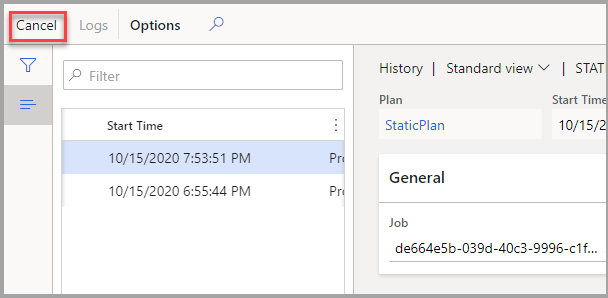 Cancel Logs Options
Filter
Start Time
10/15/2020 7:53:51 PM Pro
10/15/2020 6:55:44 PM Pro
History | Standard view | STAT
Plan Start Time
StaticPlan 10/15/2
General
Job
de664e5b-039d-40c3-9996-c1f...